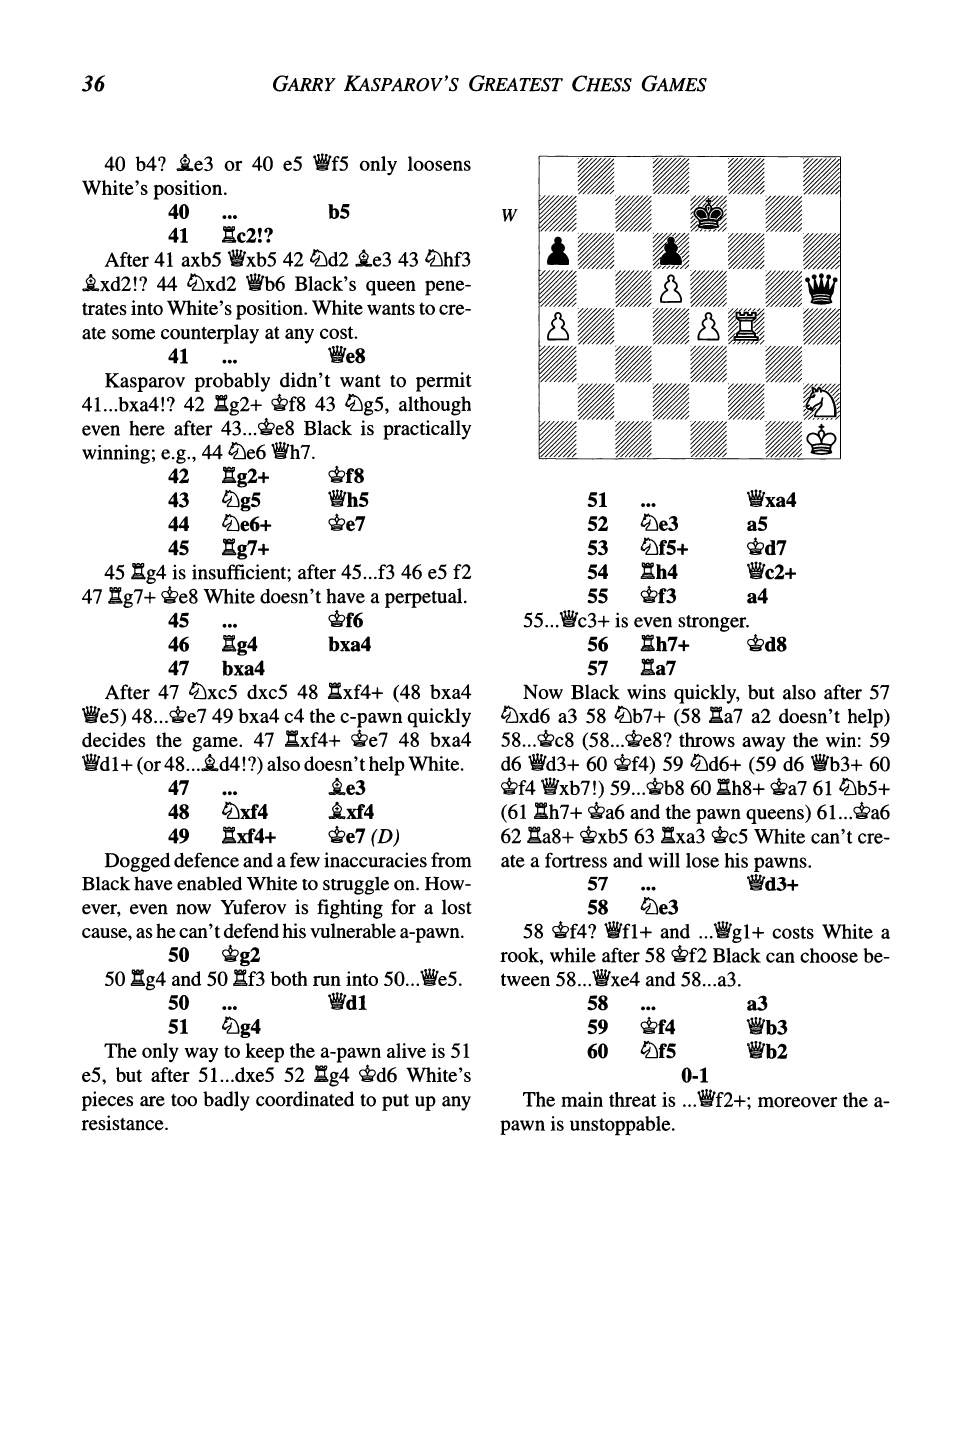 36
GARRY KASPAROV'S GREATEST CHESS GAMES
40 b4? ♗e3 or 40 e5 ♕f5 only loosens
White's position.
40 ... b5
41 ♖c2!?
After 41 axb5 ♕xb5 42 ♘d2 ♗e3 43 ♘hf3
♗xd2!? 44 ♘xd2 ♕b6 Black's queen pene-
trates into White's position. White wants to cre-
ate some counterplay at any cost.
41 ... ♕e8
Kasparov probably didn't want to permit
41...bxa4!? 42 ♖g2+ ♔f8 43 ♘g5, although
even here after 43...♔e8 Black is practically
winning; e.g., 44 ♘e6 ♕h7.
42 ♖g2+ ♔f8
43 ♘g5 ♕h5
44 ♘e6+ ♔e7
45 ♖g7+
45 ♖g4 is insufficient; after 45...f3 46 e5 f2
47 ♖g7+ ♔e8 White doesn't have a perpetual.
45 ... ♔f6
46 ♖g4 bxa4
47 bxa4
After 47 ♘xc5 dxc5 48 ♖xf4+ (48 bxa4
♕e5) 48...♔e7 49 bxa4 c4 the c-pawn quickly
decides the game. 47 ♖xf4+ ♔e7 48 bxa4
♕d1+ (or 48...♗d4!?) also doesn't help White.
47 ... ♗e3
48 ♘xf4 ♗xf4
49 ♖xf4+ ♔e7 (D)
Dogged defence and a few inaccuracies from
Black have enabled White to struggle on. How-
ever, even now Yuferov is fighting for a lost
cause, as he can't defend his vulnerable a-pawn.
50 ♔g2
50 ♖g4 and 50 ♖f3 both run into 50...♕e5.
50 ... ♕d1
51 ♘g4
The only way to keep the a-pawn alive is 51
e5, but after 51...dxe5 52 ♖g4 ♔d6 White's
pieces are too badly coordinated to put up any
resistance.
W
51 ... ♕xa4
52 ♘e3 a5
53 ♘f5+ ♔d7
54 ♖h4 ♕c2+
55 ♔f3 a4
55...♕c3+ is even stronger.
56 ♖h7+ ♔d8
57 ♖a7
Now Black wins quickly, but also after 57
♘xd6 a3 58 ♘b7+ (58 ♖a7 a2 doesn't help)
58...♔c8 (58...♔e8? throws away the win: 59
d6 ♕d3+ 60 ♔f4) 59 ♘d6+ (59 d6 ♕b3+ 60
♔f4 ♕xb7!) 59...♔b8 60 ♖h8+ ♔a7 61 ♘b5+
(61 ♖h7+ ♔a6 and the pawn queens) 61...♔a6
62 ♖a8+ ♔xb5 63 ♖xa3 ♔c5 White can't cre-
ate a fortress and will lose his pawns.
57 ... ♕d3+
58 ♘e3
58 ♔f4? ♕f1+ and ...♕g1+ costs White a
rook, while after 58 ♔f2 Black can choose be-
tween 58...♕xe4 and 58...a3.
58 ... a3
59 ♔f4 ♕b3
60 ♘f5 ♕b2
0-1
The main threat is ...♕f2+; moreover the a-
pawn is unstoppable.